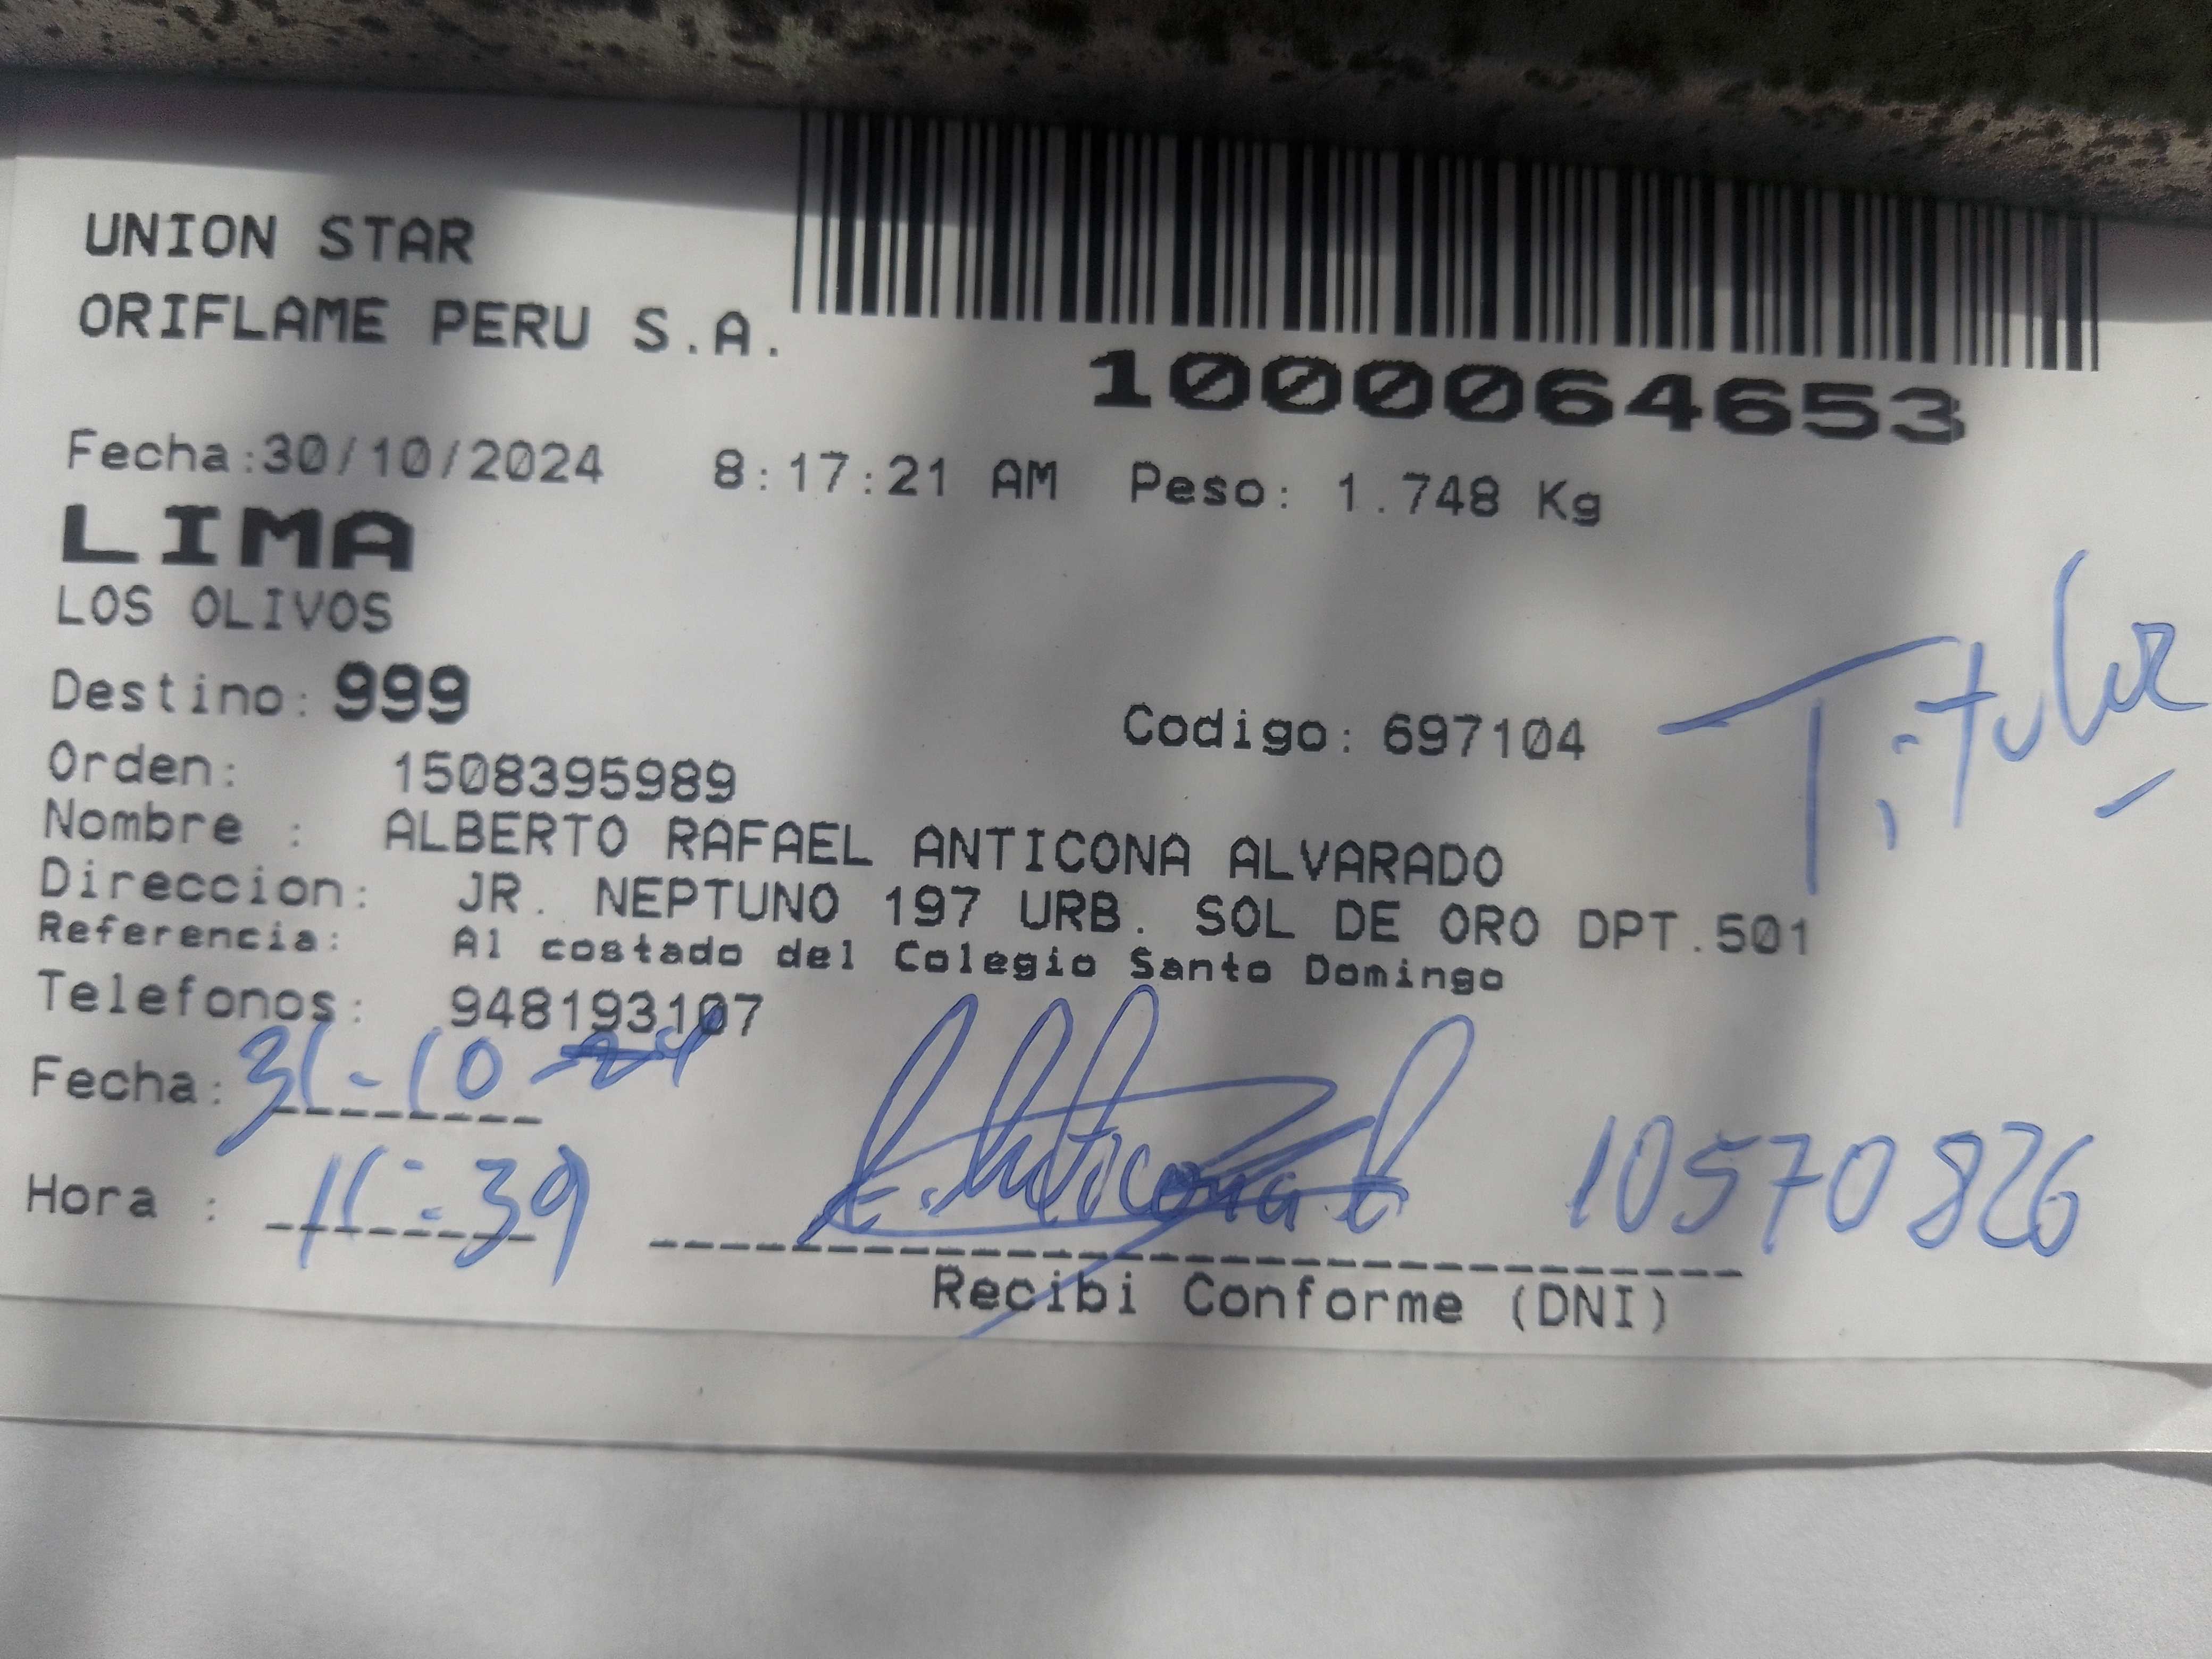 UNION STAR
ORIFLAME PERU S.A.
1000064653
Fecha:30/10/2024 8:17:21 AM Peso: 1.748 Kg
LIMA
LOS OLIVOS
Destino: 999
Codigo: 697104
Titular
Orden: 1508395989
Nombre : ALBERTO RAFAEL ANTICONA ALVARADO
Direccion: JR. NEPTUNO 197 URB. SOL DE ORO DPT.501
Referencia: Al costado del Colegio Santo Domingo
Telefonos: 948193107
Fecha: 31-10-24
Hora : 11:39
Anticona 10570826
Recibi Conforme (DNI)